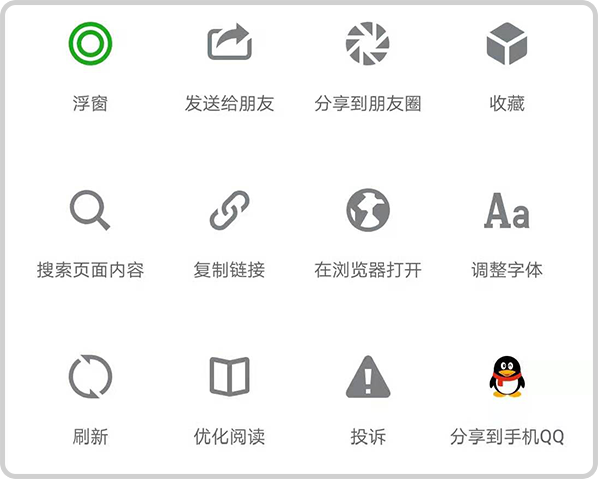 浮窗
发送给朋友
分享到朋友圈
收藏
搜索页面内容
复制链接
在浏览器打开
Aa
调整字体
刷新
优化阅读
投诉
分享到手机QQ